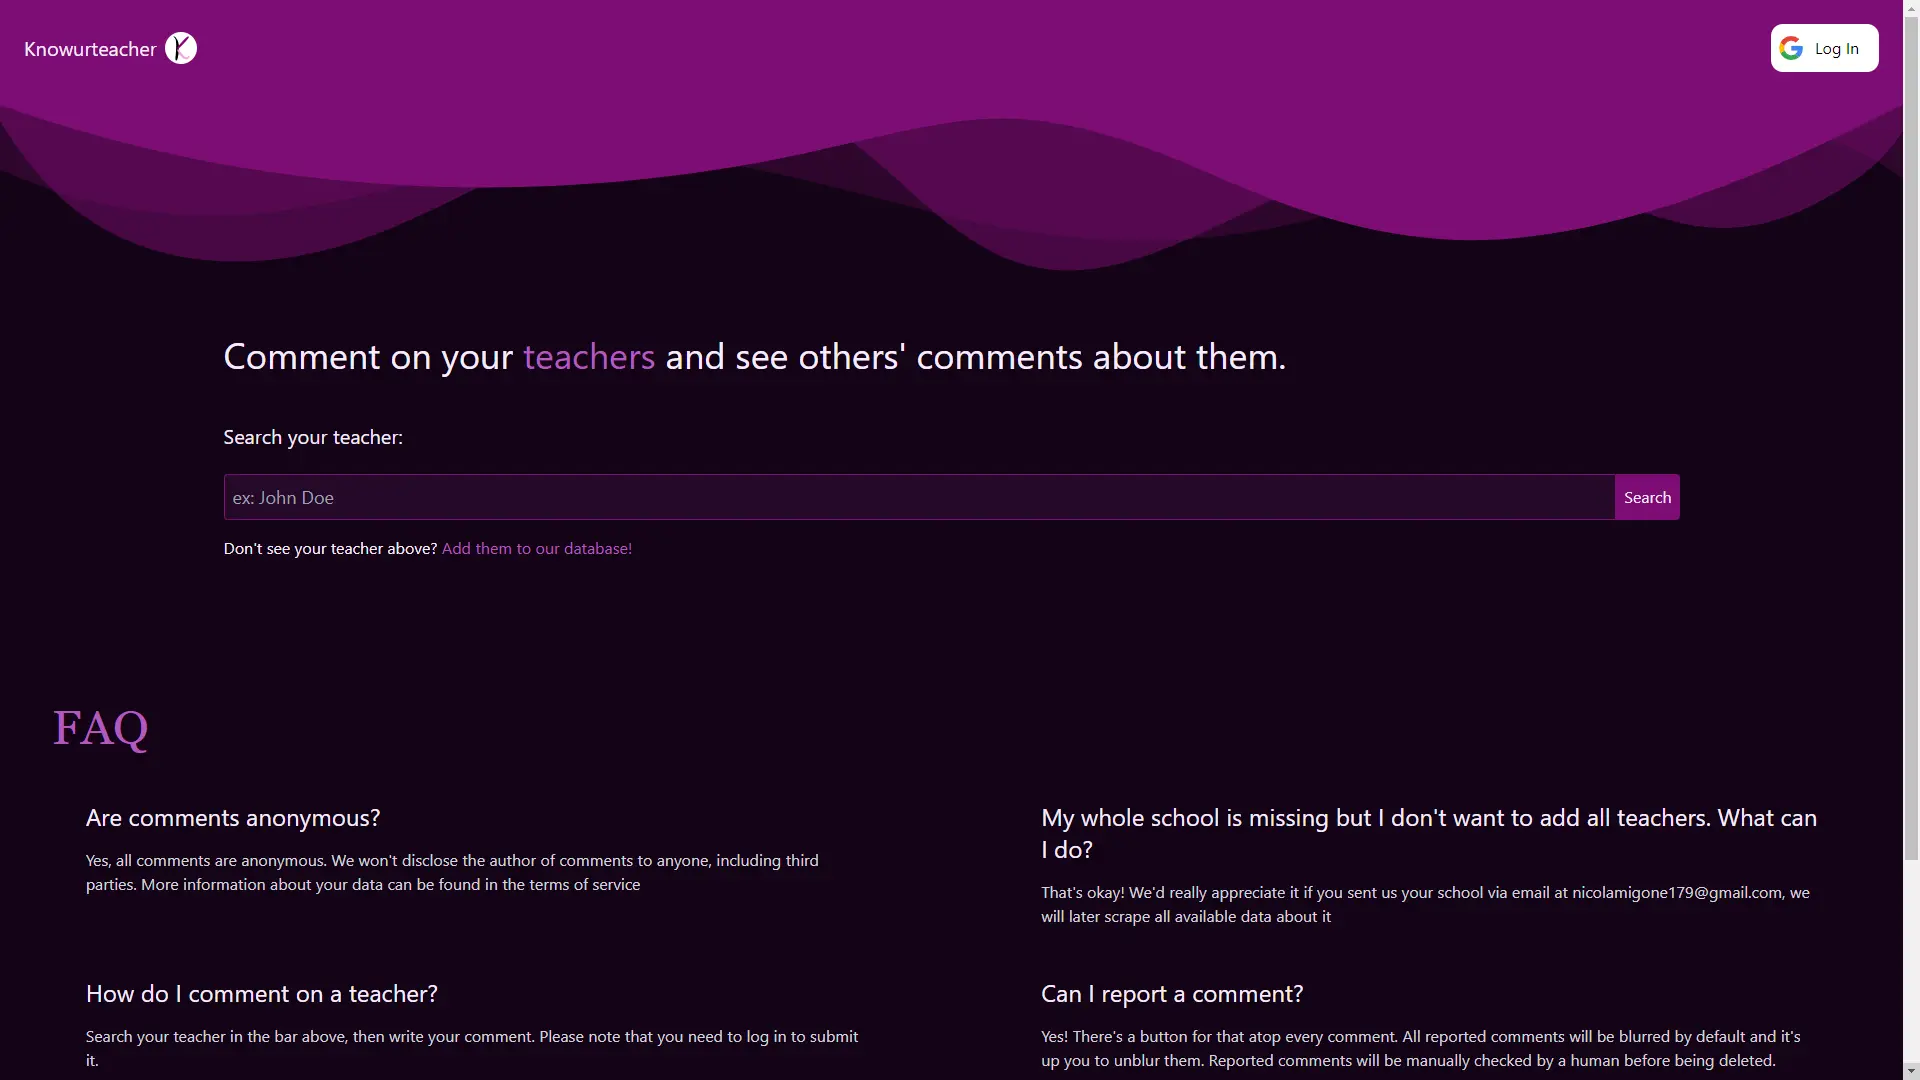 Knowurteacher
Log In
Comment on your teachers and see others' comments about them.
Search your teacher:
ex: John Doe
Search
Don't see your teacher above? Add them to our database!
FAQ
Are comments anonymous?
Yes, all comments are anonymous. We won't disclose the author of comments to anyone, including third
parties. More information about your data can be found in the terms of service
My whole school is missing but I don't want to add all teachers. What can
I do?
That's okay! We'd really appreciate it if you sent us your school via email at nicolamigone179@gmail.com, we
will later scrape all available data about it
How do I comment on a teacher?
Search your teacher in the bar above, then write your comment. Please note that you need to log in to submit
it.
Can I report a comment?
Yes! There's a button for that atop every comment. All reported comments will be blurred by default and it's
up you to unblur them. Reported comments will be manually checked by a human before being deleted.